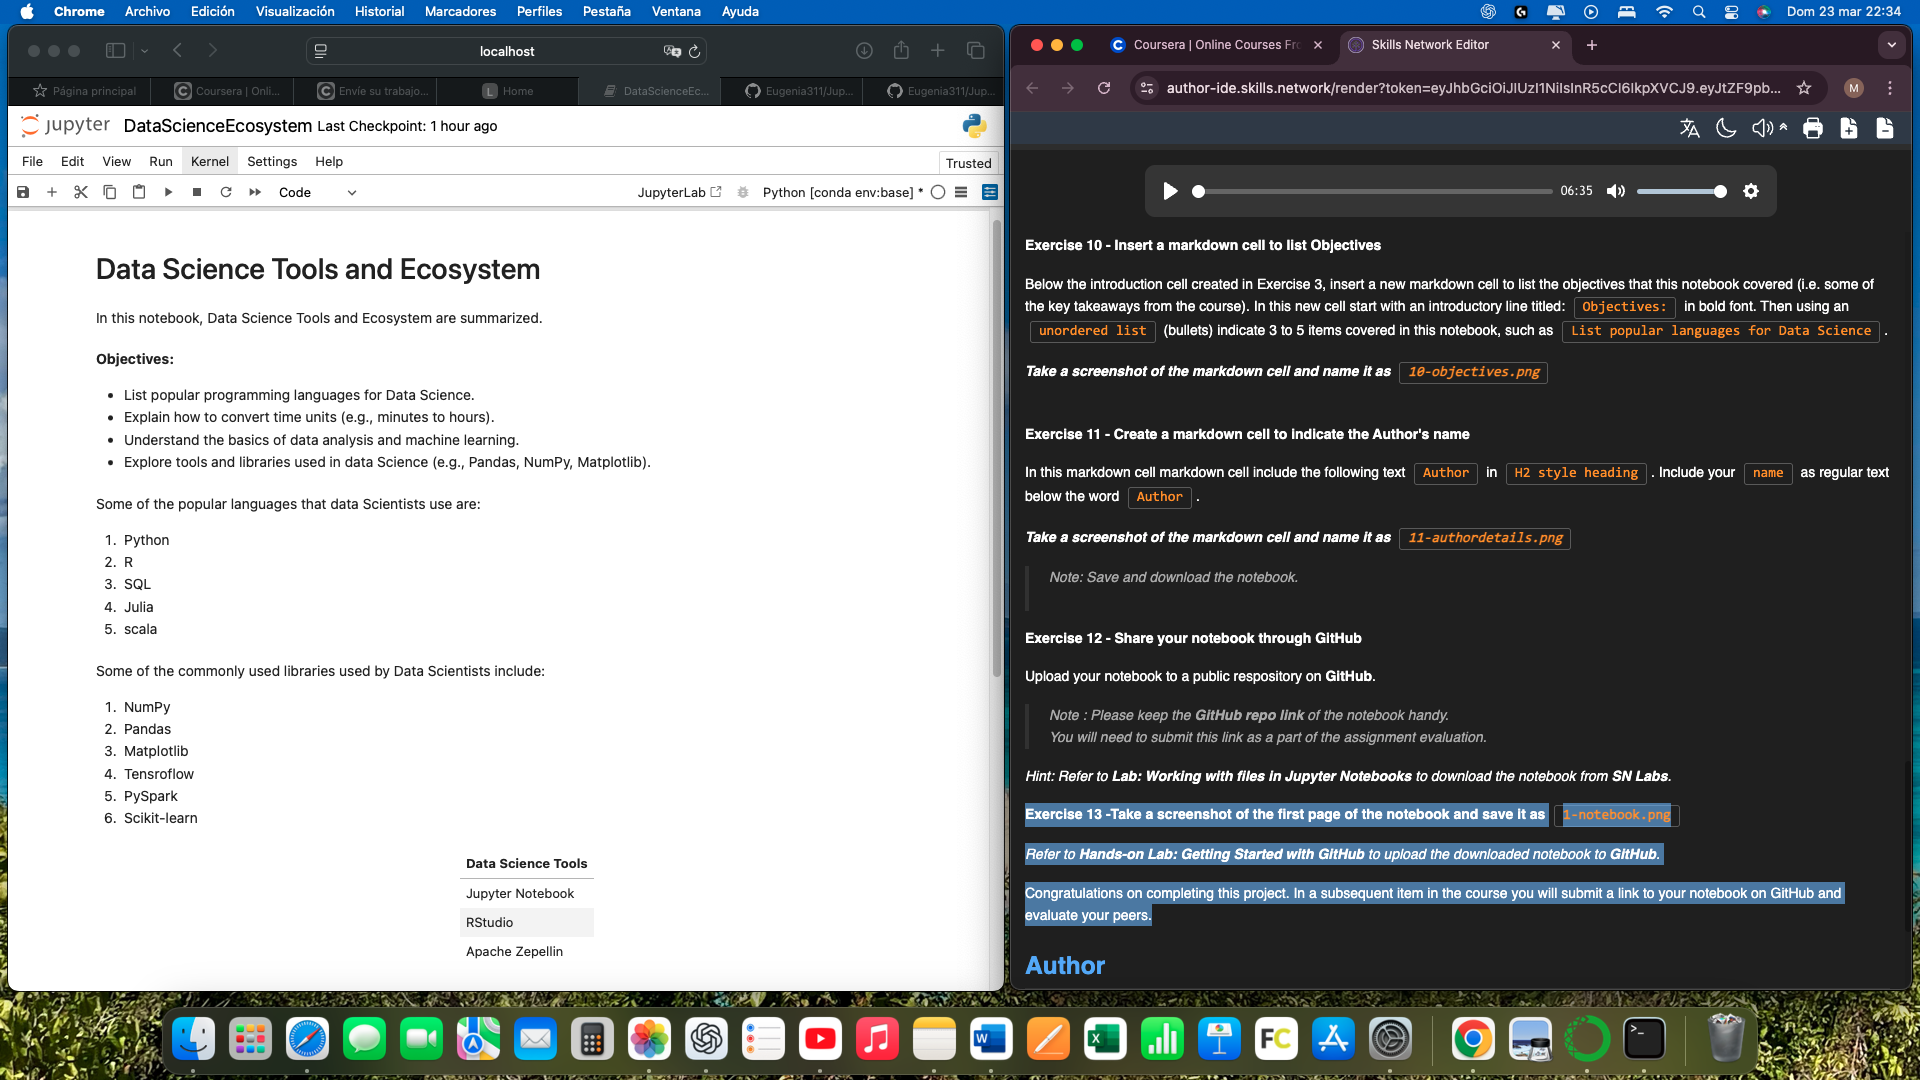 Chrome Archivo Edición Visualización Historial Marcadores Perfiles Pestaña Ventana Ayuda Dom 23 mar 22:34
localhost
Página principal Coursera | Onli... Envíe su trabajo... L Home DataScienceEc... Eugenia311/Jup... Eugenia311/Jup...
jupyter DataScienceEcosystem Last Checkpoint: 1 hour ago
File Edit View Run Kernel Settings Help Trusted
Code JupyterLab Python [conda env:base] *
Data Science Tools and Ecosystem
In this notebook, Data Science Tools and Ecosystem are summarized.
Objectives:
• List popular programming languages for Data Science.
• Explain how to convert time units (e.g., minutes to hours).
• Understand the basics of data analysis and machine learning.
• Explore tools and libraries used in data Science (e.g., Pandas, NumPy, Matplotlib).
Some of the popular languages that data Scientists use are:
1. Python
2. R
3. SQL
4. Julia
5. scala
Some of the commonly used libraries used by Data Scientists include:
1. NumPy
2. Pandas
3. Matplotlib
4. Tensroflow
5. PySpark
6. Scikit-learn
Data Science Tools
Jupyter Notebook
RStudio
Apache Zepellin
Coursera | Online Courses Fro Skills Network Editor
author-ide.skills.network/render?token=eyJhbGciOiJIUzI1NiIsInR5cCI6IkpXVCJ9.eyJtZF9pb... M
06:35
Exercise 10 - Insert a markdown cell to list Objectives
Below the introduction cell created in Exercise 3, insert a new markdown cell to list the objectives that this notebook covered (i.e. some of
the key takeaways from the course). In this new cell start with an introductory line titled: Objectives: in bold font. Then using an
unordered list (bullets) indicate 3 to 5 items covered in this notebook, such as List popular languages for Data Science .
Take a screenshot of the markdown cell and name it as 10-objectives.png
Exercise 11 - Create a markdown cell to indicate the Author's name
In this markdown cell markdown cell include the following text Author in H2 style heading . Include your name as regular text
below the word Author .
Take a screenshot of the markdown cell and name it as 11-authordetails.png
Note: Save and download the notebook.
Exercise 12 - Share your notebook through GitHub
Upload your notebook to a public respository on GitHub.
Note : Please keep the GitHub repo link of the notebook handy.
You will need to submit this link as a part of the assignment evaluation.
Hint: Refer to Lab: Working with files in Jupyter Notebooks to download the notebook from SN Labs.
Exercise 13 -Take a screenshot of the first page of the notebook and save it as 1-notebook.png
Refer to Hands-on Lab: Getting Started with GitHub to upload the downloaded notebook to GitHub.
Congratulations on completing this project. In a subsequent item in the course you will submit a link to your notebook on GitHub and
evaluate your peers.
Author
FC